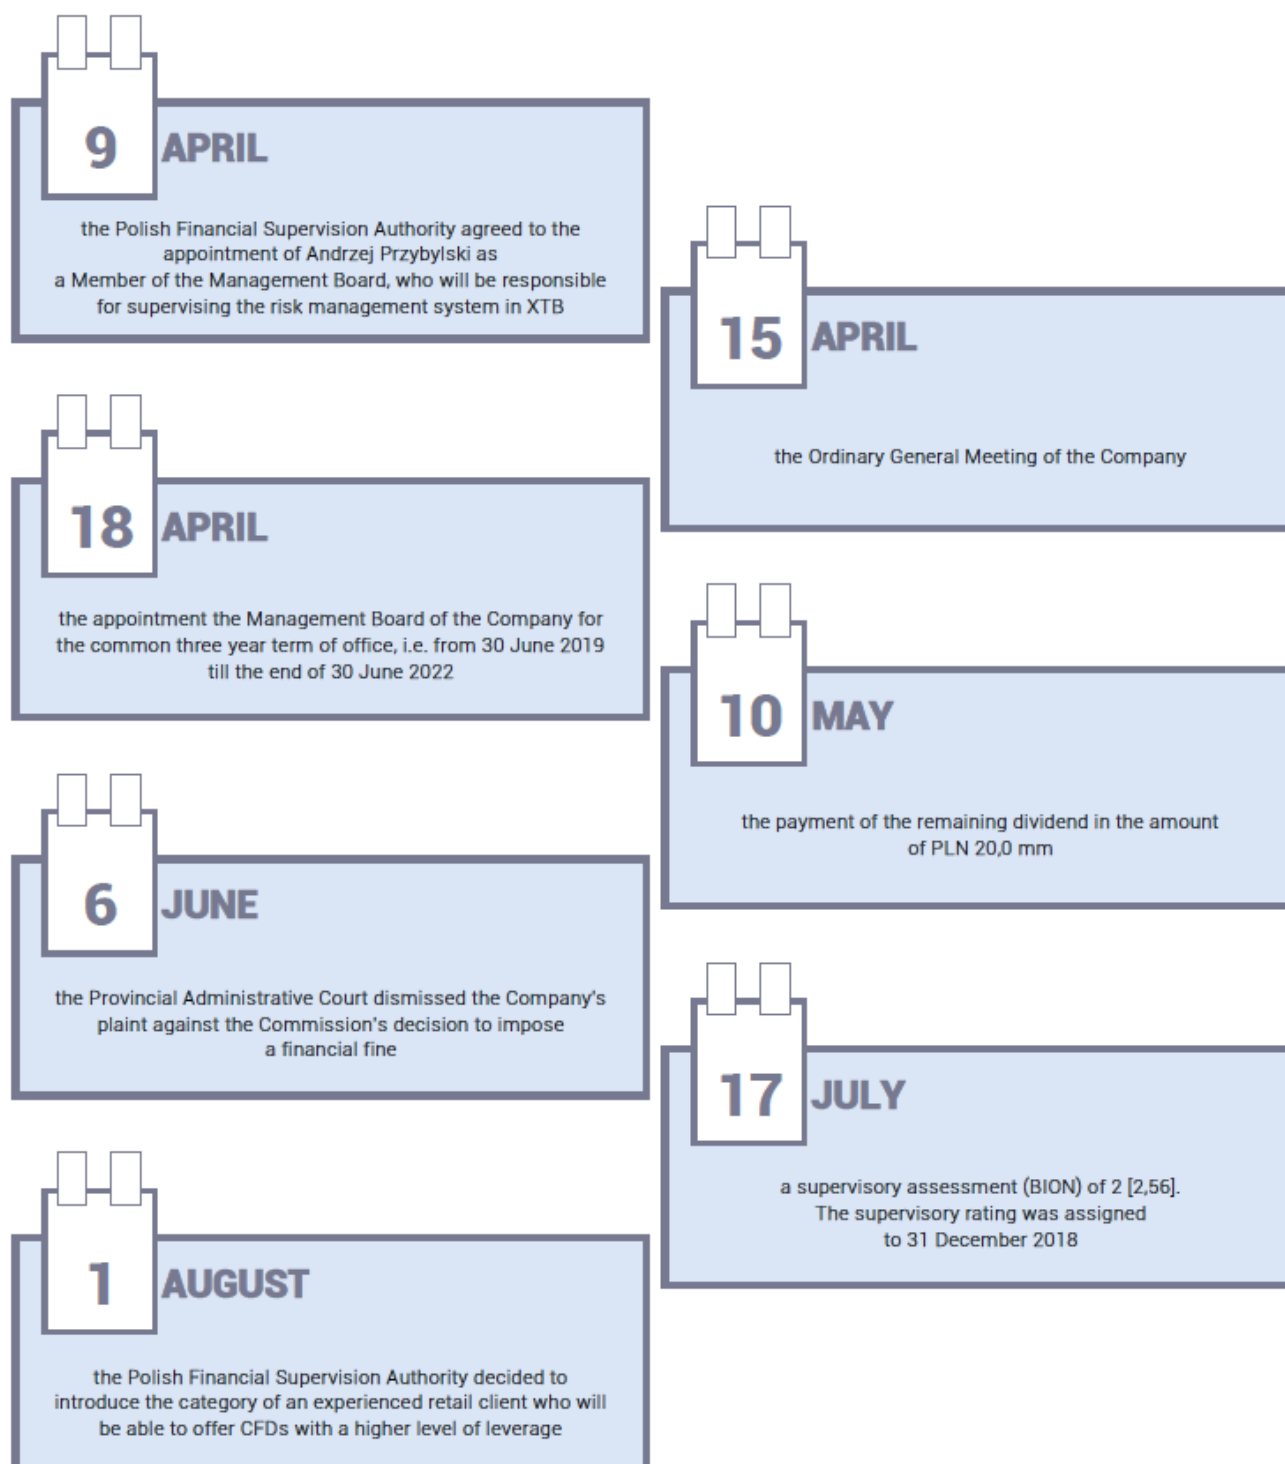 9 APRIL
the Polish Financial Supervision Authority agreed to the
appointment of Andrzej Przybylski as
a Member of the Management Board, who will be responsible
for supervising the risk management system in XTB
15 APRIL
the Ordinary General Meeting of the Company
18 APRIL
the appointment the Management Board of the Company for
the common three year term of office, i.e. from 30 June 2019
till the end of 30 June 2022
10 MAY
the payment of the remaining dividend in the amount
of PLN 20,0 mm
6 JUNE
the Provincial Administrative Court dismissed the Company's
plaint against the Commission's decision to impose
a financial fine
17 JULY
a supervisory assessment (BION) of 2 [2,56].
The supervisory rating was assigned
to 31 December 2018
1 AUGUST
the Polish Financial Supervision Authority decided to
introduce the category of an experienced retail client who will
be able to offer CFDs with a higher level of leverage